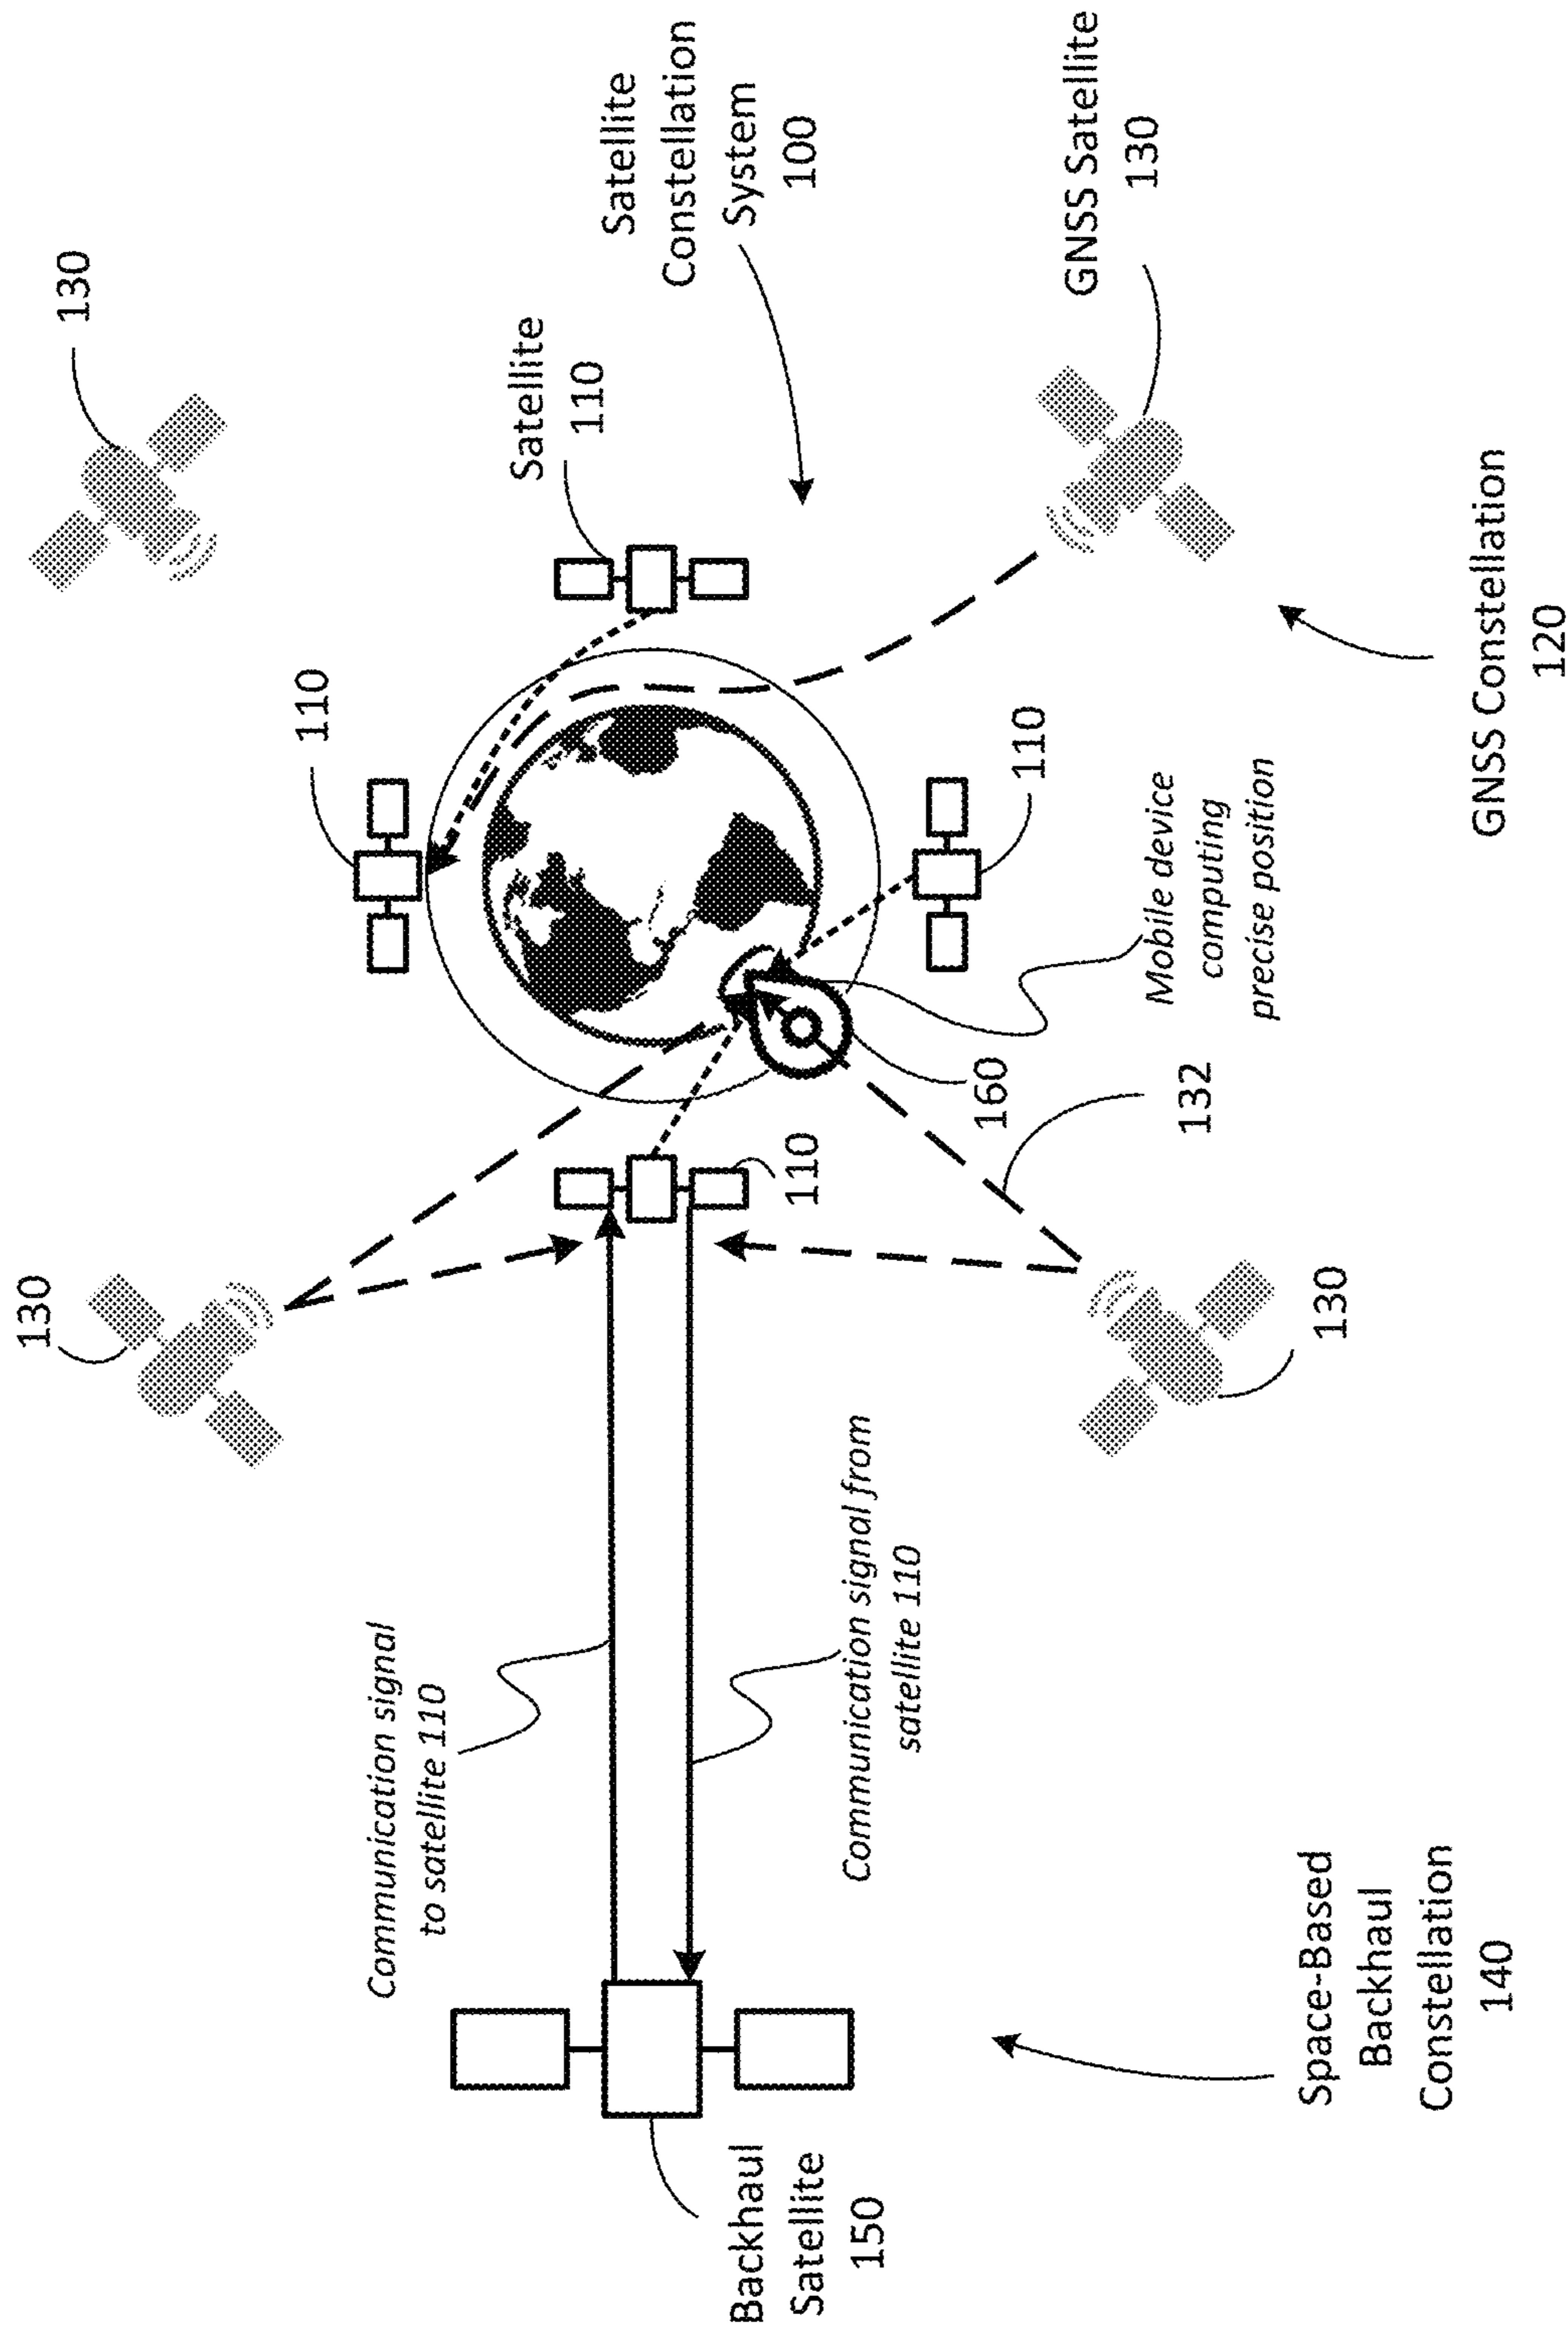 130
130
110
Communication signal
to satellite 110
Satellite
110
Satellite
Constellation
System
100
Backhaul
Satellite
150
110
Communication signal from
satellite 110
160
110
GNSS Satellite
130
132
Mobile device
computing
precise position
130
Space-Based
Backhaul
Constellation
140
GNSS Constellation
120